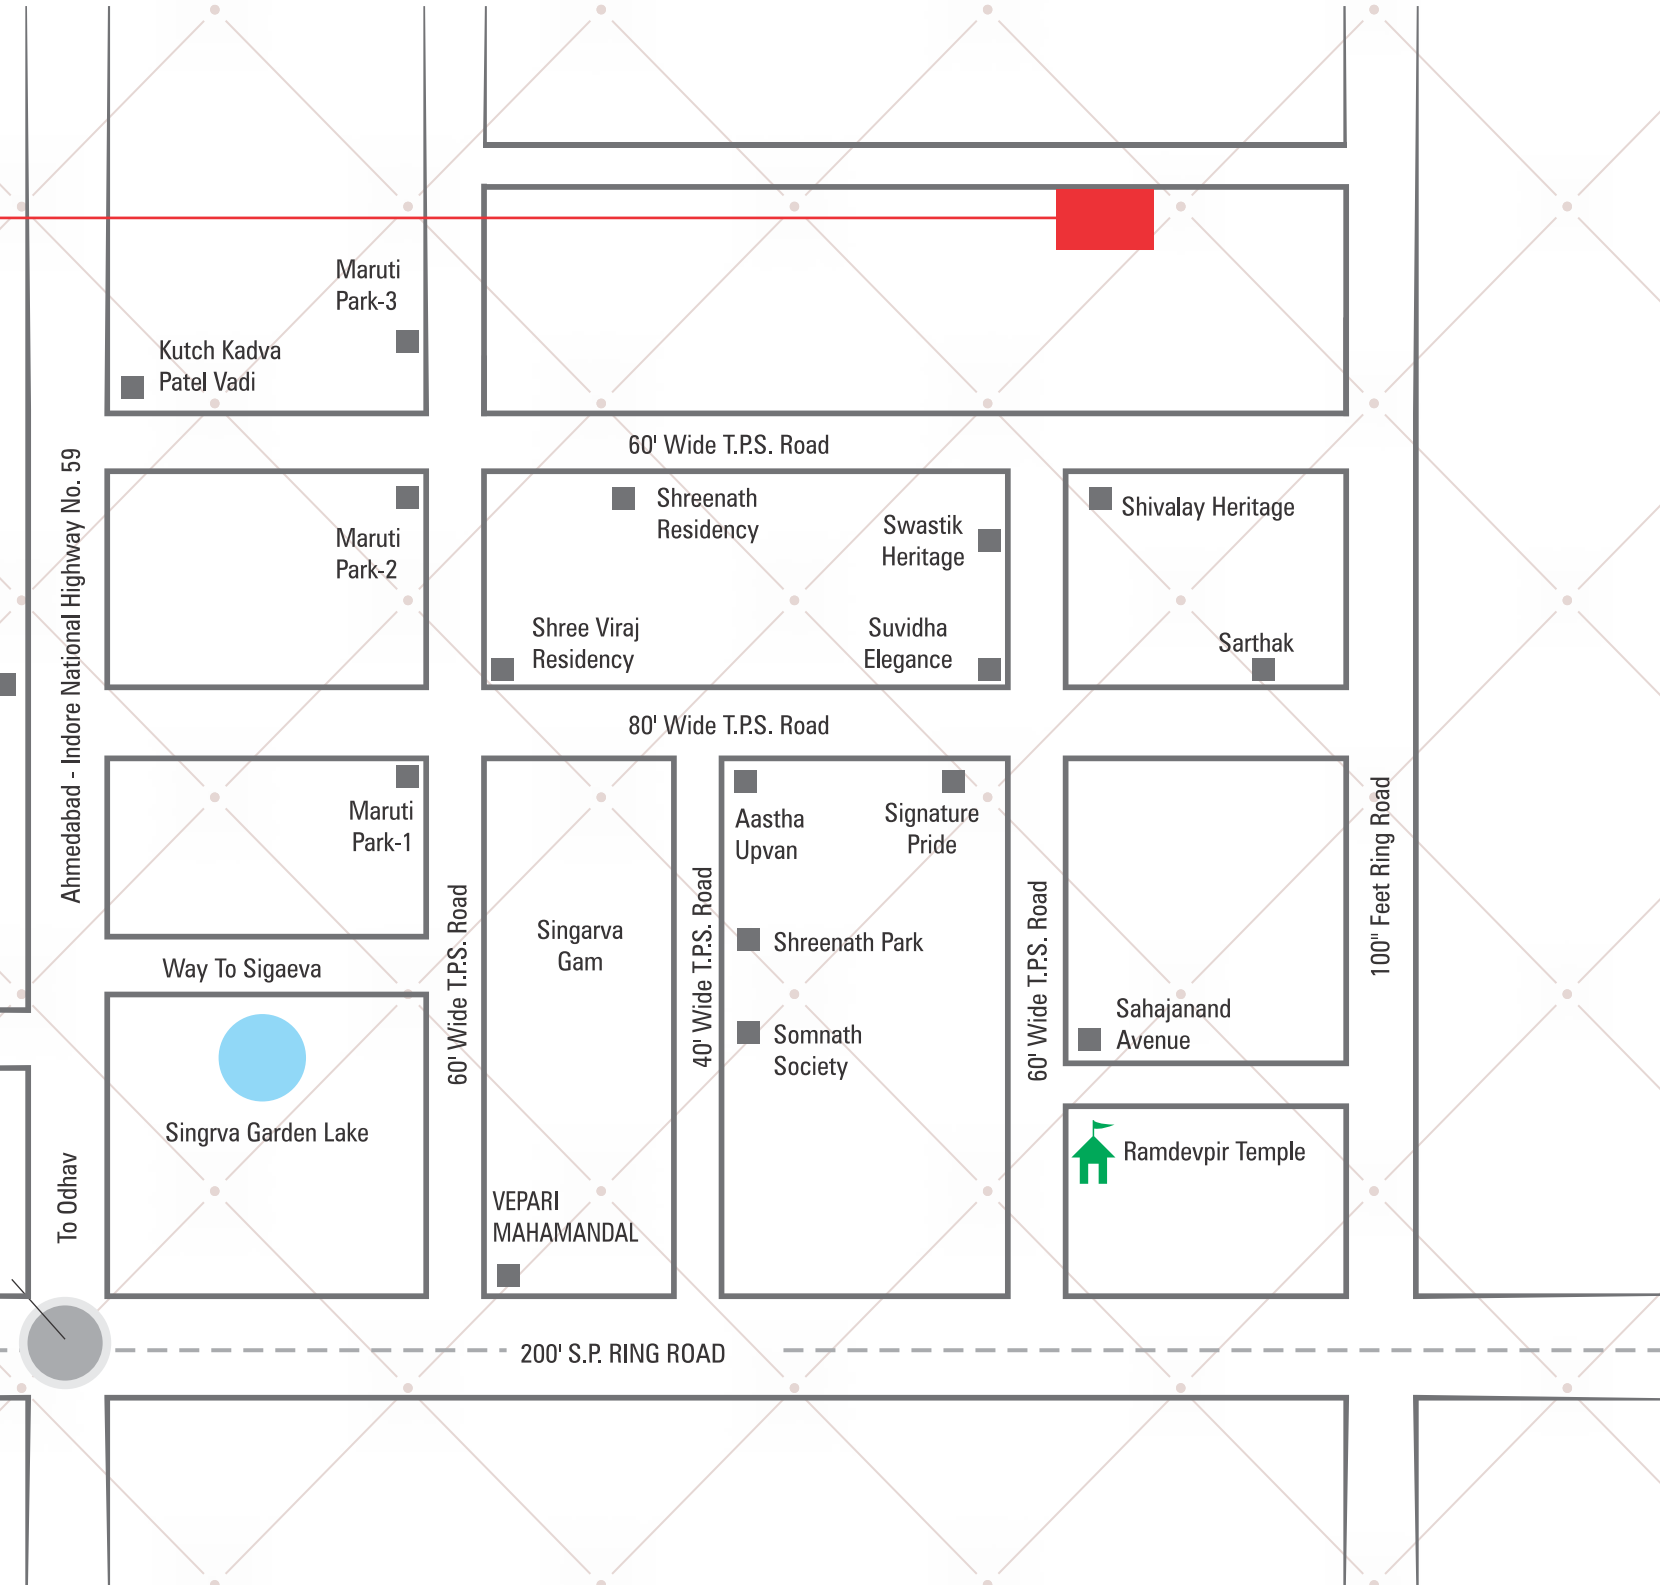 Maruti
Park-3
Kutch Kadva
Patel Vadi
60' Wide T.P.S. Road
Ahmedabad - Indore National Highway No. 59
Maruti
Park-2
Shreenath
Residency
Swastik
Heritage
Shivalay Heritage
Shree Viraj
Residency
Suvidha
Elegance
Sarthak
80' Wide T.P.S. Road
Maruti
Park-1
Aastha
Upvan
Signature
Pride
60' Wide T.P.S. Road
Singarva
Gam
40' Wide T.P.S. Road
Shreenath Park
60' Wide T.P.S. Road
100" Feet Ring Road
Way To Sigaeva
Somnath
Society
Sahajanand
Avenue
Singrva Garden Lake
Ramdevpir Temple
To Odhav
VEPARI
MAHAMANDAL
200' S.P. RING ROAD